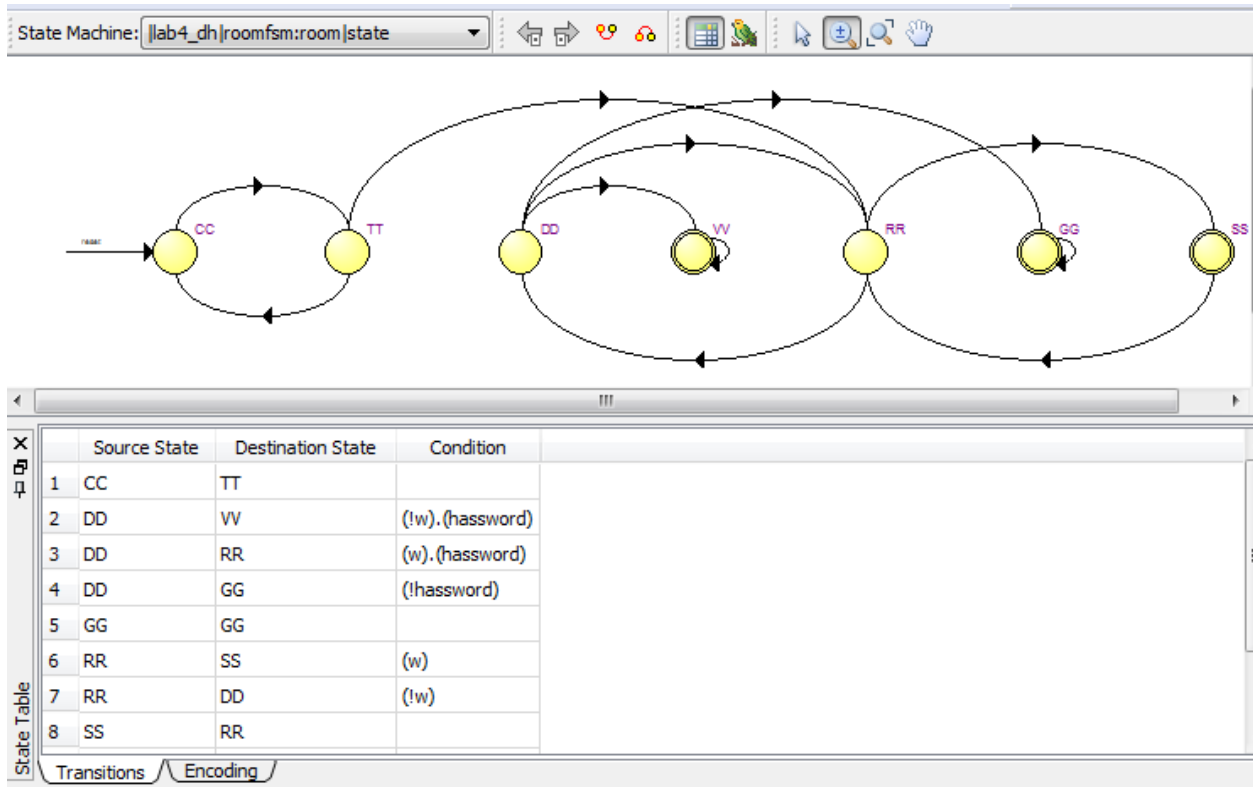 State Machine: |lab4_dh|roomfsm:room|state
reset
CC TT DD VV RR GG SS
Source State Destination State Condition
1 CC TT
2 DD VV (!w).(hassword)
3 DD RR (w).(hassword)
4 DD GG (!hassword)
5 GG GG
6 RR SS (w)
7 RR DD (!w)
8 SS RR
State Table
Transitions Encoding